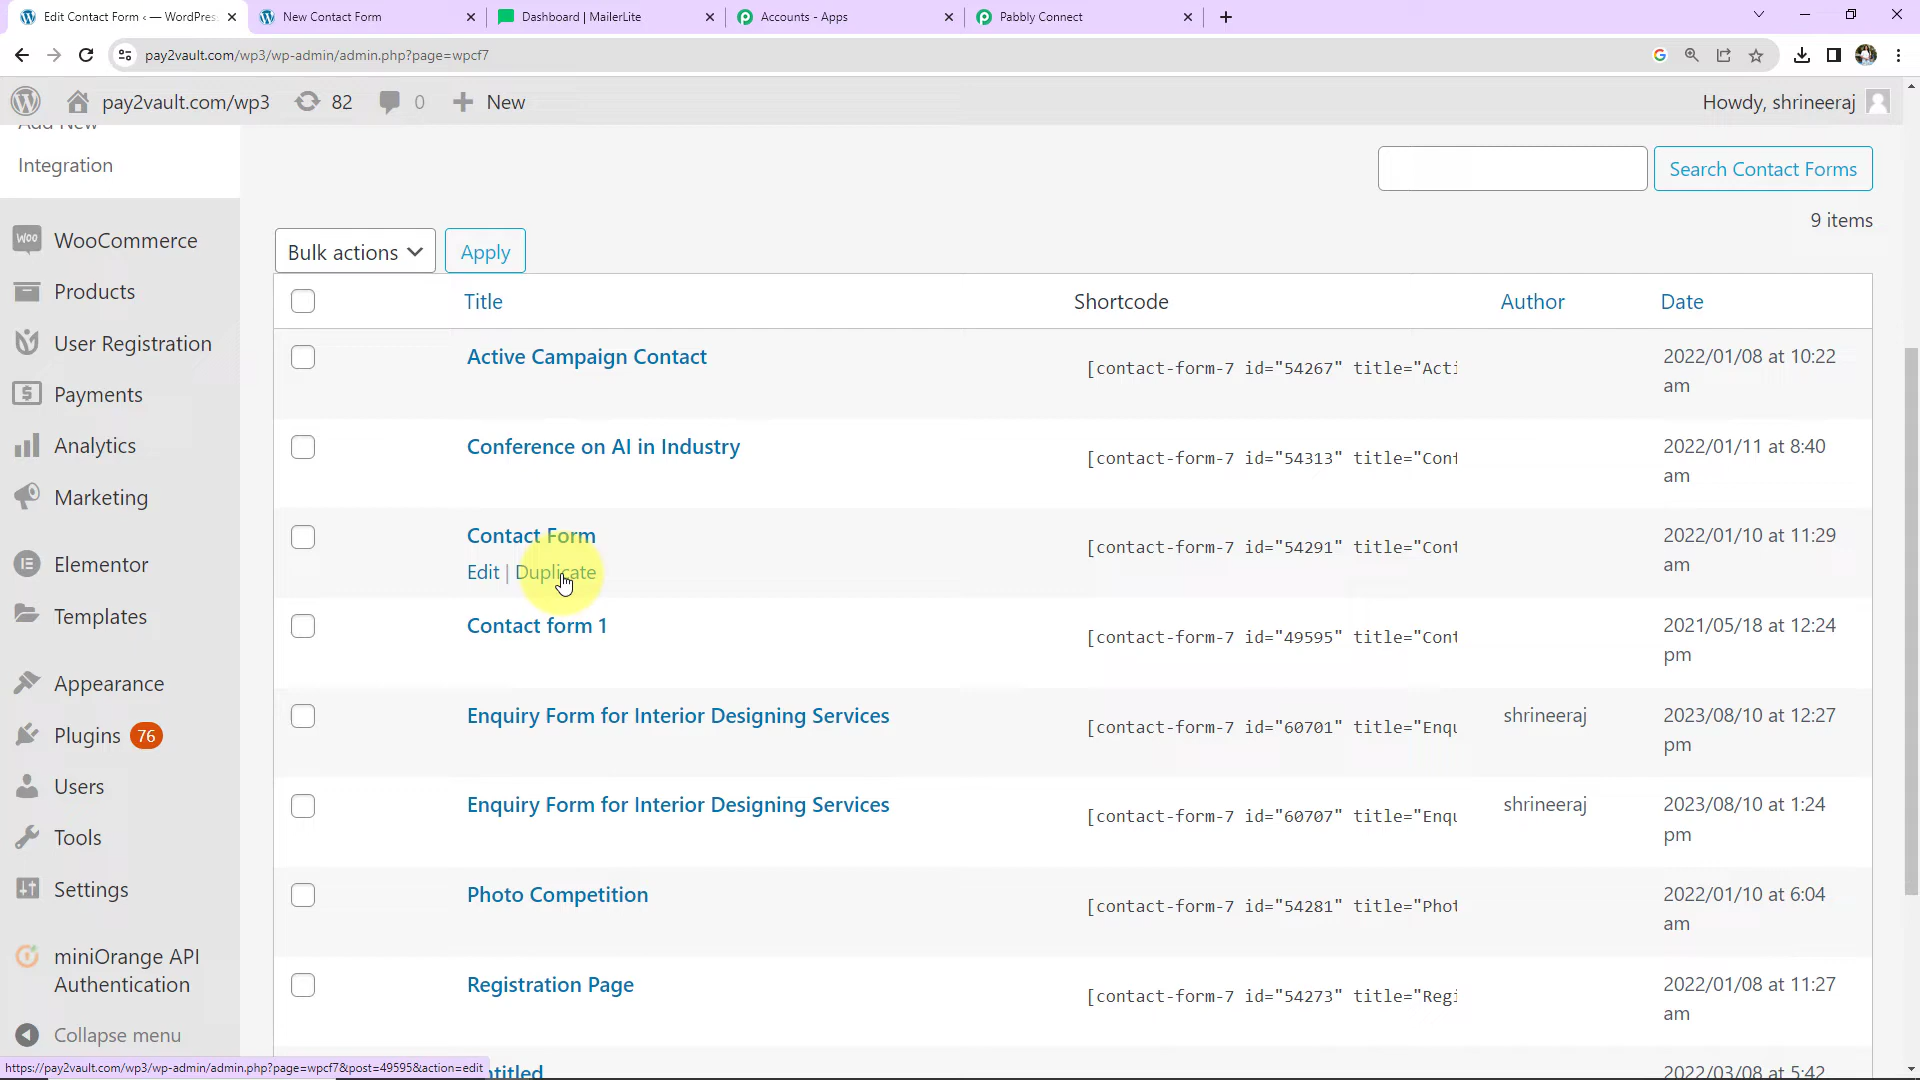 Edit Contact Form ‹ — WordPres
New Contact Form
Dashboard | MailerLite
Accounts - Apps
Pabbly Connect
pay2vault.com/wp3/wp-admin/admin.php?page=wpcf7
pay2vault.com/wp3
82
0
New
Howdy, shrineeraj
Add New
Integration
WooCommerce
Products
User Registration
Payments
Analytics
Marketing
Elementor
Templates
Appearance
Plugins 76
Users
Tools
Settings
miniOrange API
Authentication
Collapse menu
Search Contact Forms
9 items
Bulk actions
Apply
Title Shortcode Author Date
Active Campaign Contact [contact-form-7 id="54267" title="Acti 2022/01/08 at 10:22
am
Conference on AI in Industry [contact-form-7 id="54313" title="Conf 2022/01/11 at 8:40
am
Contact Form [contact-form-7 id="54291" title="Cont 2022/01/10 at 11:29
am
Edit | Duplicate
Contact form 1 [contact-form-7 id="49595" title="Cont 2021/05/18 at 12:24
pm
Enquiry Form for Interior Designing Services [contact-form-7 id="60701" title="Enqu shrineeraj 2023/08/10 at 12:27
pm
Enquiry Form for Interior Designing Services [contact-form-7 id="60707" title="Enqu shrineeraj 2023/08/10 at 1:24
pm
Photo Competition [contact-form-7 id="54281" title="Phot 2022/01/10 at 6:04
am
Registration Page [contact-form-7 id="54273" title="Regi 2022/01/08 at 11:27
am
ntitled 2022/03/08 at 5:42
https://pay2vault.com/wp3/wp-admin/admin.php?page=wpcf7&post=49595&action=edit